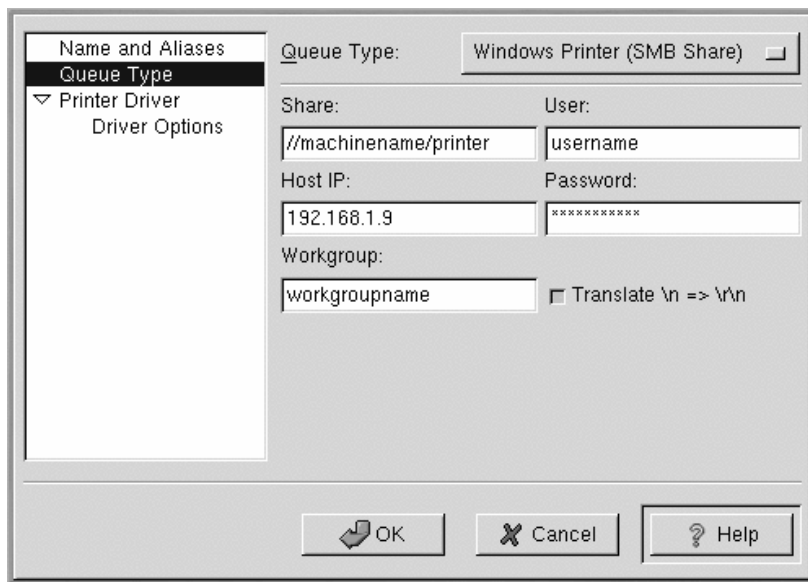 Name and Aliases
Queue Type
Printer Driver
Driver Options
Queue Type:
Windows Printer (SMB Share)
Share:
User:
//machinename/printer
username
Host IP:
Password:
192.168.1.9
***********
Workgroup:
workgroupname
Translate \n => \r\n
OK
Cancel
Help